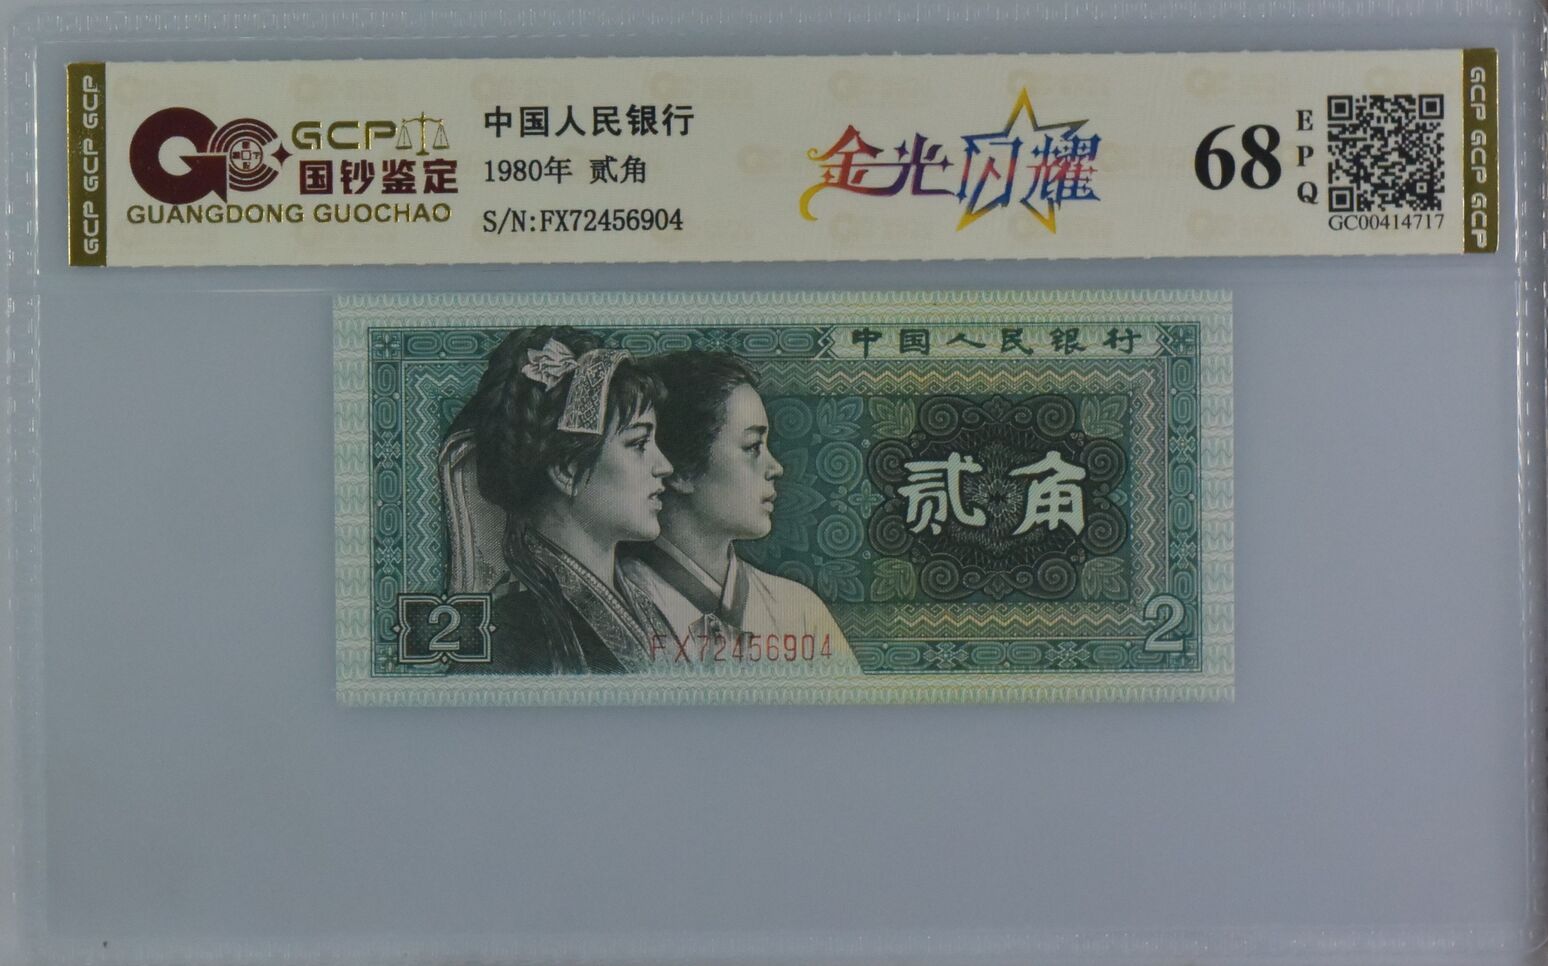 GCP GCP GCP
GCP
国钞鉴定
GUANGDONG GUOCHAO
中国人民银行
1980年 贰角
S/N:FX72456904
金光闪耀
68
EPQ
GC00414717
GCP GCP GCP
中国人民银行
贰角
2
2
FX72456904